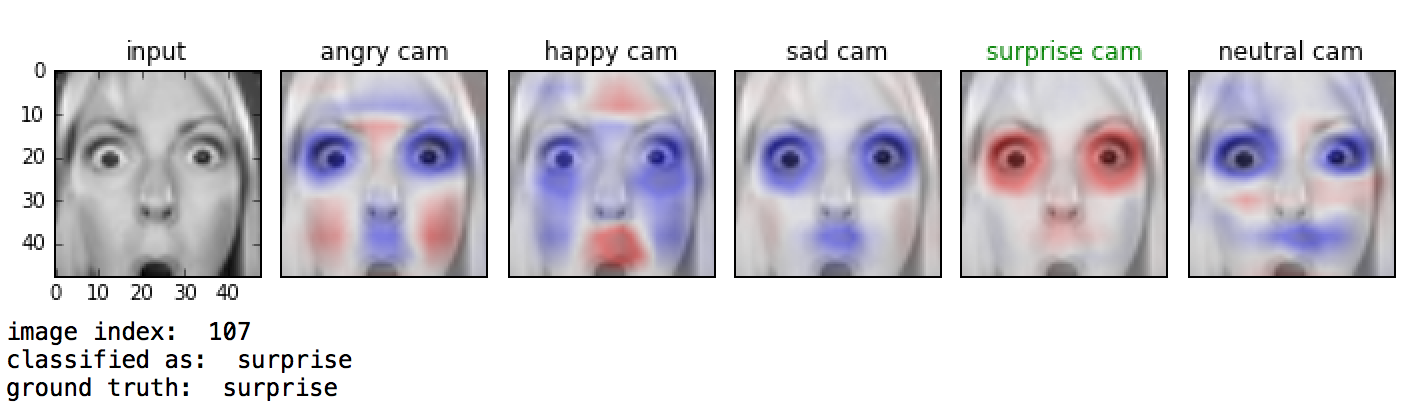 input angry cam happy cam sad cam surprise cam neutral cam
0
10
20
30
40
0 10 20 30 40
image index: 107
classified as: surprise
ground truth: surprise